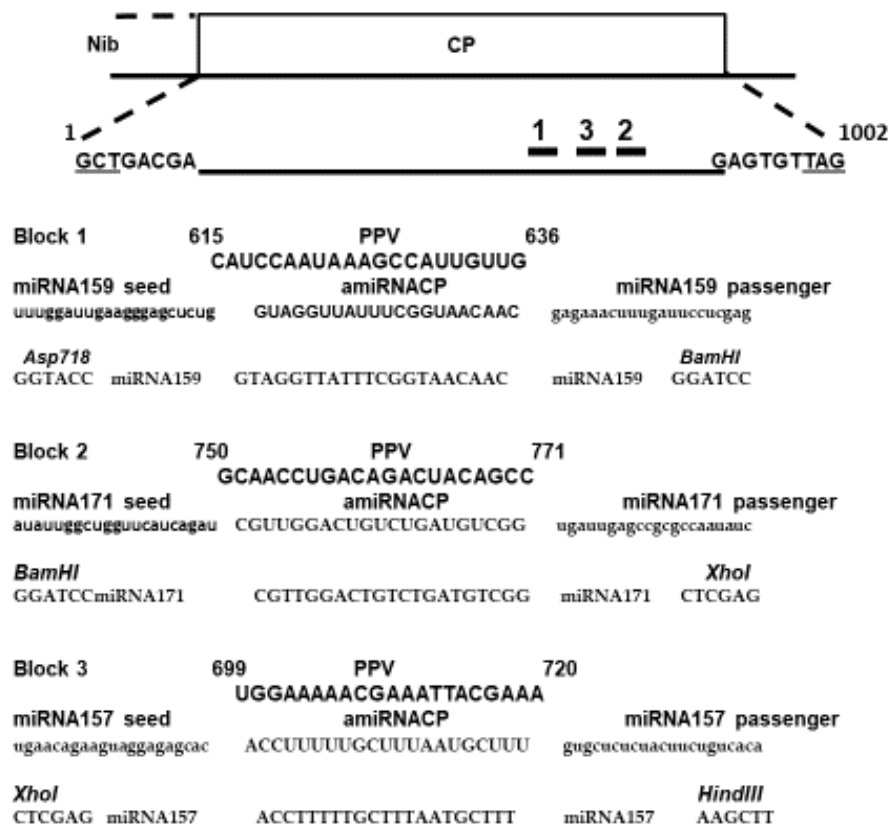 Nib CP
1 1 3 2 1002
GCTGACGA GAGTGTTAG
Block 1 615 PPV 636
CAUCCAAUAAAGCCAUUGUUG
miRNA159 seed amiRNACP miRNA159 passenger
uuuggauugaagggagcucug GUAGGUUAUUUCGGUAACAAC gagaaacuuugauuccucgag
Asp718 BamHI
GGTACC miRNA159 GTAGGTTATTTCGGTAACAAC miRNA159 GGATCC
Block 2 750 PPV 771
GCAACCUGACAGACUACAGCC
miRNA171 seed amiRNACP miRNA171 passenger
auauuggcugguucaucagau CGUUGGACUGUCUGAUGUCGG ugauugagccgcgccaauauc
BamHI XhoI
GGATCCmiRNA171 CGTTGGACTGTCTGATGTCGG miRNA171 CTCGAG
Block 3 699 PPV 720
UGGAAAAACGAAATTACGAAA
miRNA157 seed amiRNACP miRNA157 passenger
ugaacagaaguaggagagcac ACCUUUUUGCUUUAAUGCUUU gugcucucuacuucugucaca
XhoI HindIII
CTCGAG miRNA157 ACCTTTTTGCTTTAATGCTTT miRNA157 AAGCTT